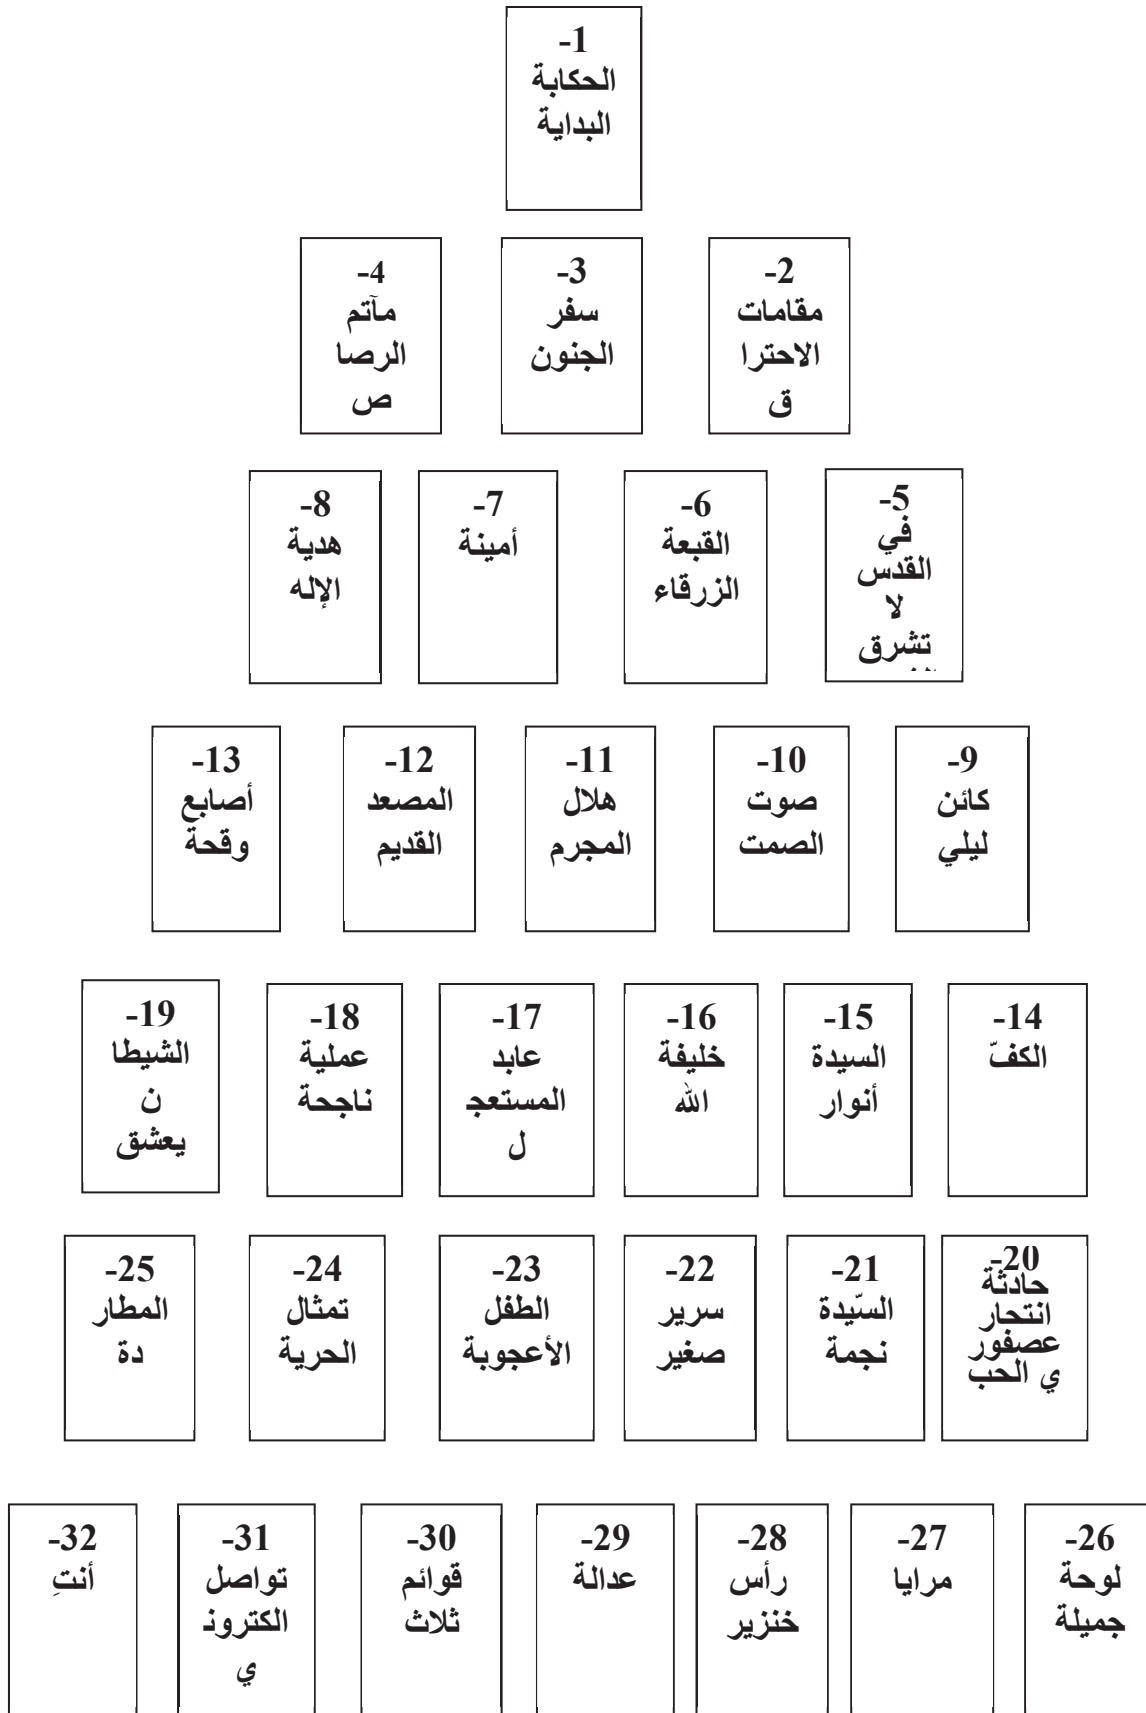 1-
الحكابة
البداية
2-
مقامات
الاحترا
ق
3-
سفر
الجنون
4-
مآتم
الرصا
ص
5-
في
القدس
لا
تشرق
6-
القبعة
الزرقاء
7-
أمينة
8-
هدية
الإله
9-
كائن
ليلي
10-
صوت
الصمت
11-
هلال
المجرم
12-
المصعد
القديم
13-
أصابع
وقحة
14-
الكفّ
15-
السيدة
أنوار
16-
خليفة
الله
17-
عابد
المستعج
ل
18-
عملية
ناجحة
19-
الشيطا
ن
يعشق
20-
حادثة
انتحار
عصفور
ي الحب
21-
السّيدة
نجمة
22-
سرير
صغير
23-
الطفل
الأعجوبة
24-
تمثال
الحرية
25-
المطار
دة
26-
لوحة
جميلة
27-
مرايا
28-
رأس
خنزير
29-
عدالة
30-
قوائم
ثلاث
31-
تواصل
الكترونـ
ي
32-
أنتِ